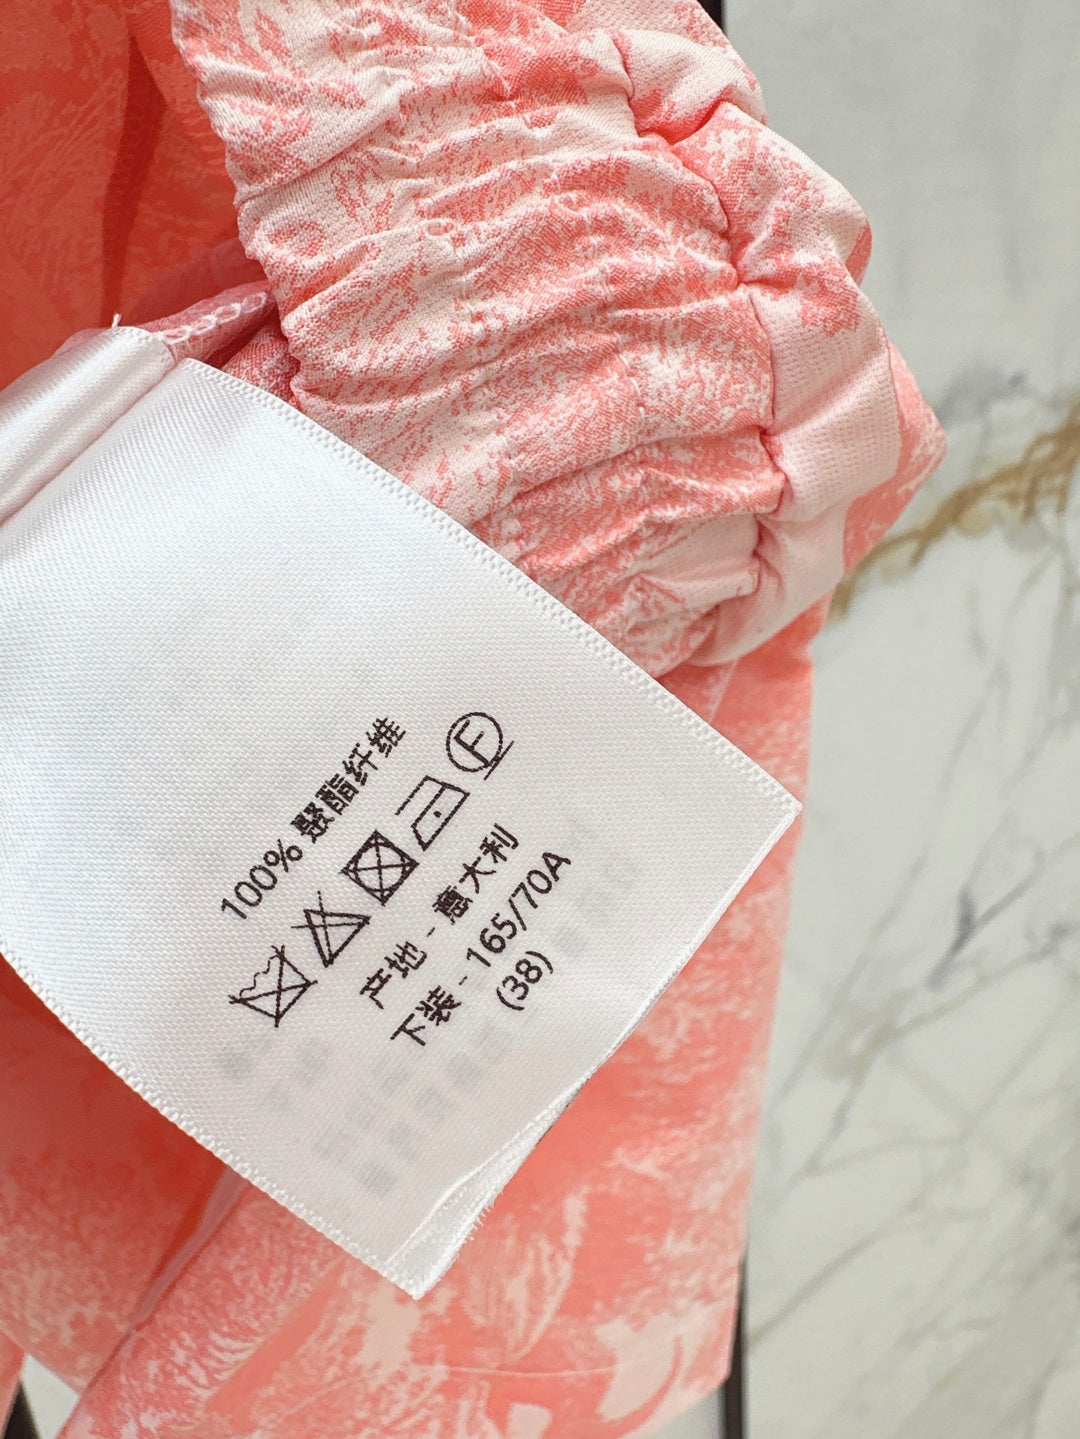 100% 聚酯纤维
F
产地 - 意大利
下装 - 165/70A
(38)